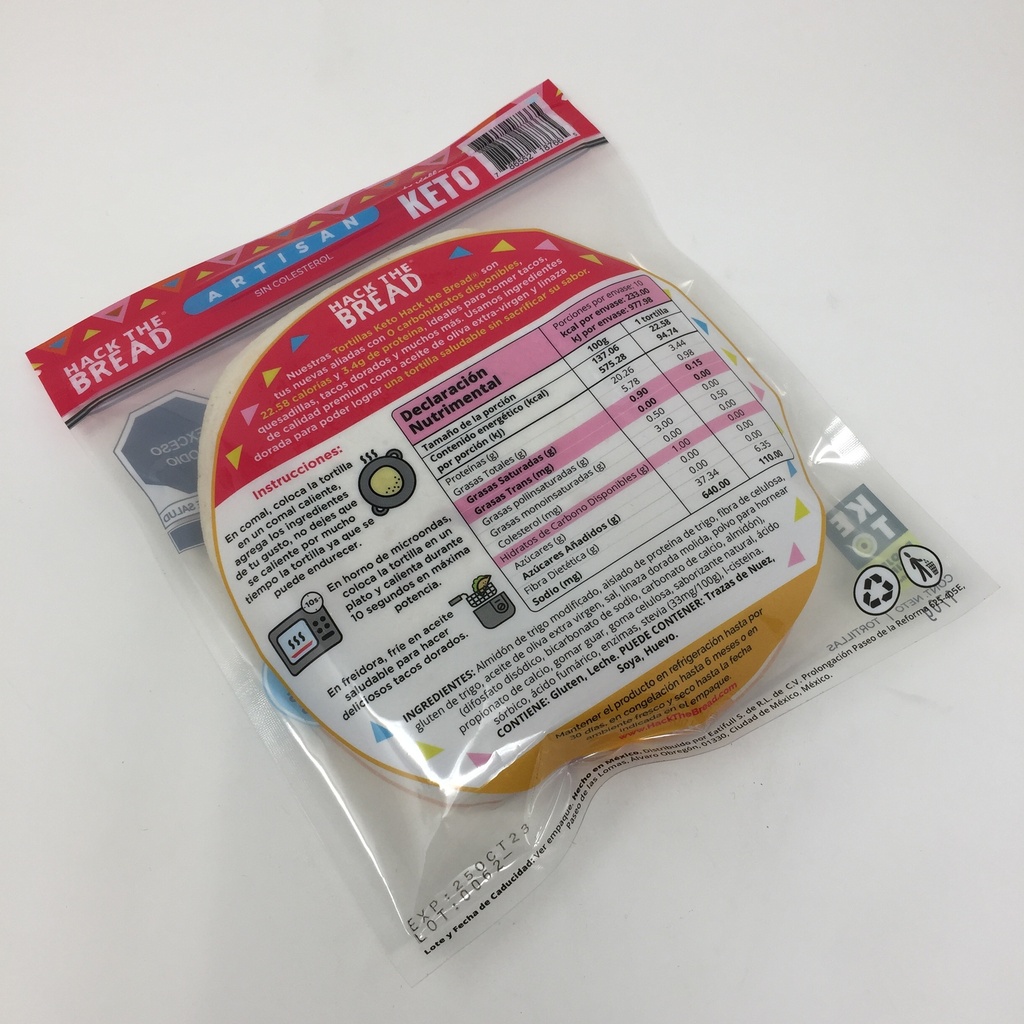 HACK THE
BREAD
ARTISAN
SIN COLESTEROL
KETO
HACK THE
BREAD
Nuestras Tortillas Keto Hack the Bread® son
tus nuevas aliadas con 0 carbohidratos disponibles,
22.58 calorías y 3.4g de proteína, ideales para comer tacos,
quesadillas, tacos dorados y muchos más. Usamos ingredientes
de calidad premium como aceite de oliva extra-virgen y linaza
dorada para poder lograr una tortilla saludable sin sacrificar su sabor.
Instrucciones:
En comal, coloca la tortilla
en un comal caliente,
agrega los ingredientes
de tu gusto, no dejes que
se caliente por mucho
tiempo la tortilla ya que se
puede endurecer.
En horno de microondas,
coloca la tortilla en un
plato y calienta durante
10 segundos en máxima
potencia.
10"
En freidora, fríe en aceite
saludable para hacer
deliciosos tacos dorados.
Declaración
Nutrimental
Porciones por envase: 10
kcal por envase: 233.00
kJ por envase: 977.98
Tamaño de la porción 100g 1 tortilla
Contenido energético (kcal) 137.06 22.58
por porción (kJ) 575.28 94.74
Proteínas (g) 20.26 3.44
Grasas Totales (g) 5.78 0.98
Grasas Saturadas (g) 0.90 0.15
Grasas Trans (mg) 0.00 0.00
Grasas poliinsaturadas (g) 0.50 0.00
Grasas monoinsaturadas (g) 3.00 0.50
Colesterol (mg) 0.00 0.00
Hidratos de Carbono Disponibles (g) 1.00 0.00
Azúcares (g) 0.00 0.00
Azúcares Añadidos (g) 0.00 0.00
Fibra Dietética (g) 37.34 6.35
Sodio (mg) 640.00 110.00
INGREDIENTES: Almidón de trigo modificado, aislado de proteína de trigo, fibra de celulosa,
gluten de trigo, aceite de oliva extra virgen, sal, linaza dorada molida, polvo para hornear
(difosfato disódico, bicarbonato de sodio, carbonato de calcio, almidón),
propionato de calcio, gomar guar, goma celulosa, saborizante natural, ácido
sórbico, ácido fumárico, enzimas, stevia (33mg/100g), l-cisteína.
CONTIENE: Gluten, Leche, PUEDE CONTENER: Trazas de Nuez,
Soya, Huevo.
Mantener el producto en refrigeración hasta por
30 días, en congelación hasta 6 meses o en
ambiente fresco y seco hasta la fecha
indicada en el empaque.
www.HackTheBread.com
EXCESO
SODIO
KE
TO
CONT. NETO
TORTILLAS
EXP:25OCT23
LOT:0062
Lote y Fecha de Caducidad: Ver empaque. Hecho en México, Distribuido por Eatifull S. de R.L. de C.V. Prolongación Paseo de la Reforma 625-PSE,
Paseo de las Lomas, Álvaro Obregón, 01330, Ciudad de México, México.